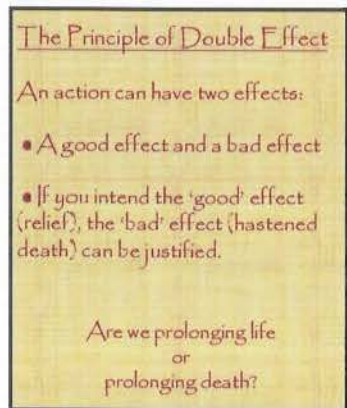 The Principle of Double Effect
An action can have two effects:
• A good effect and a bad effect
• If you intend the 'good' effect
(relief), the 'bad' effect (hastened
death) can be justified.
Are we prolonging life
or
prolonging death?